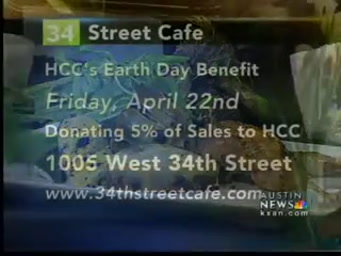 34 Street Cafe
HCC's Earth Day Benefit
Friday, April 22nd
Donating 5% of Sales to HCC
1005 West 34th Street
www.34thstreetcafe.com
AUSTIN
NEWS
kxan.com